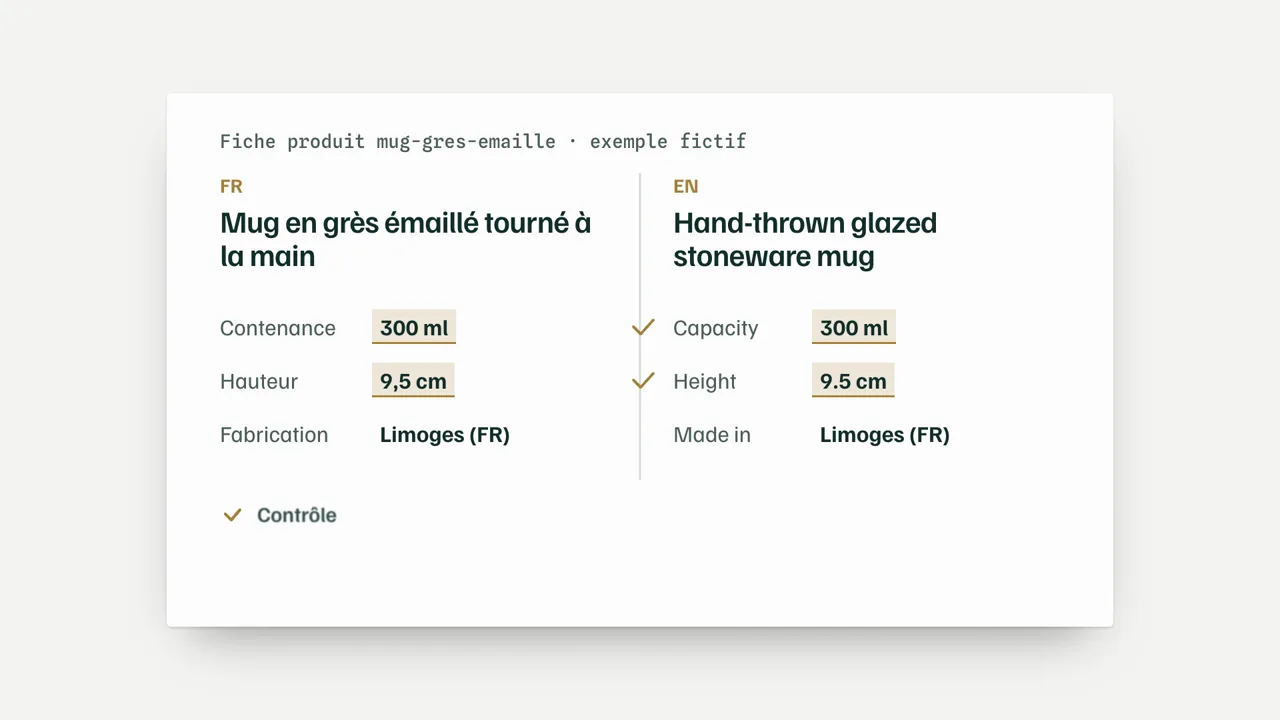 Fiche produit mug-gres-emaille · exemple fictif
FR
Mug en grès émaillé tourné à
la main
Contenance 300 ml
Hauteur 9,5 cm
Fabrication Limoges (FR)
EN
Hand-thrown glazed
stoneware mug
Capacity 300 ml
Height 9.5 cm
Made in Limoges (FR)
Contrôle